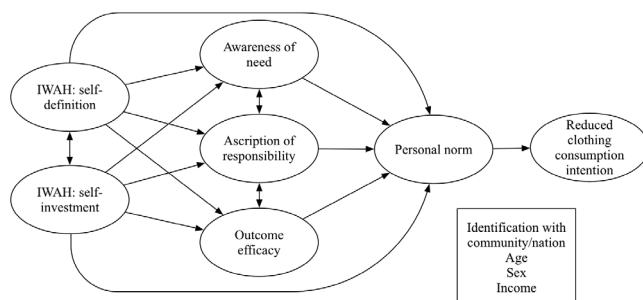 Awareness of
need
IWAH: self-
definition
Ascription of
responsibility
Personal norm
Reduced
clothing
consumption
intention
IWAH: self-
investment
Outcome
efficacy
Identification with
community/nation
Age
Sex
Income